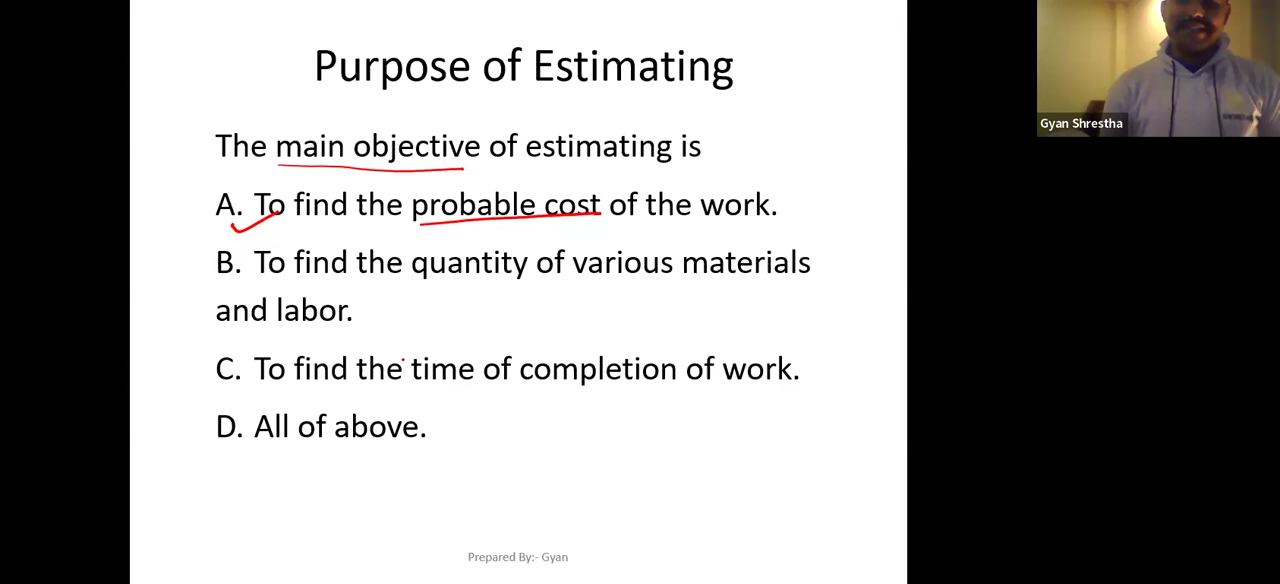 Purpose of Estimating
The main objective of estimating is
A. To find the probable cost of the work.
B. To find the quantity of various materials
and labor.
C. To find the time of completion of work.
D. All of above.
Prepared By:- Gyan
Gyan Shrestha